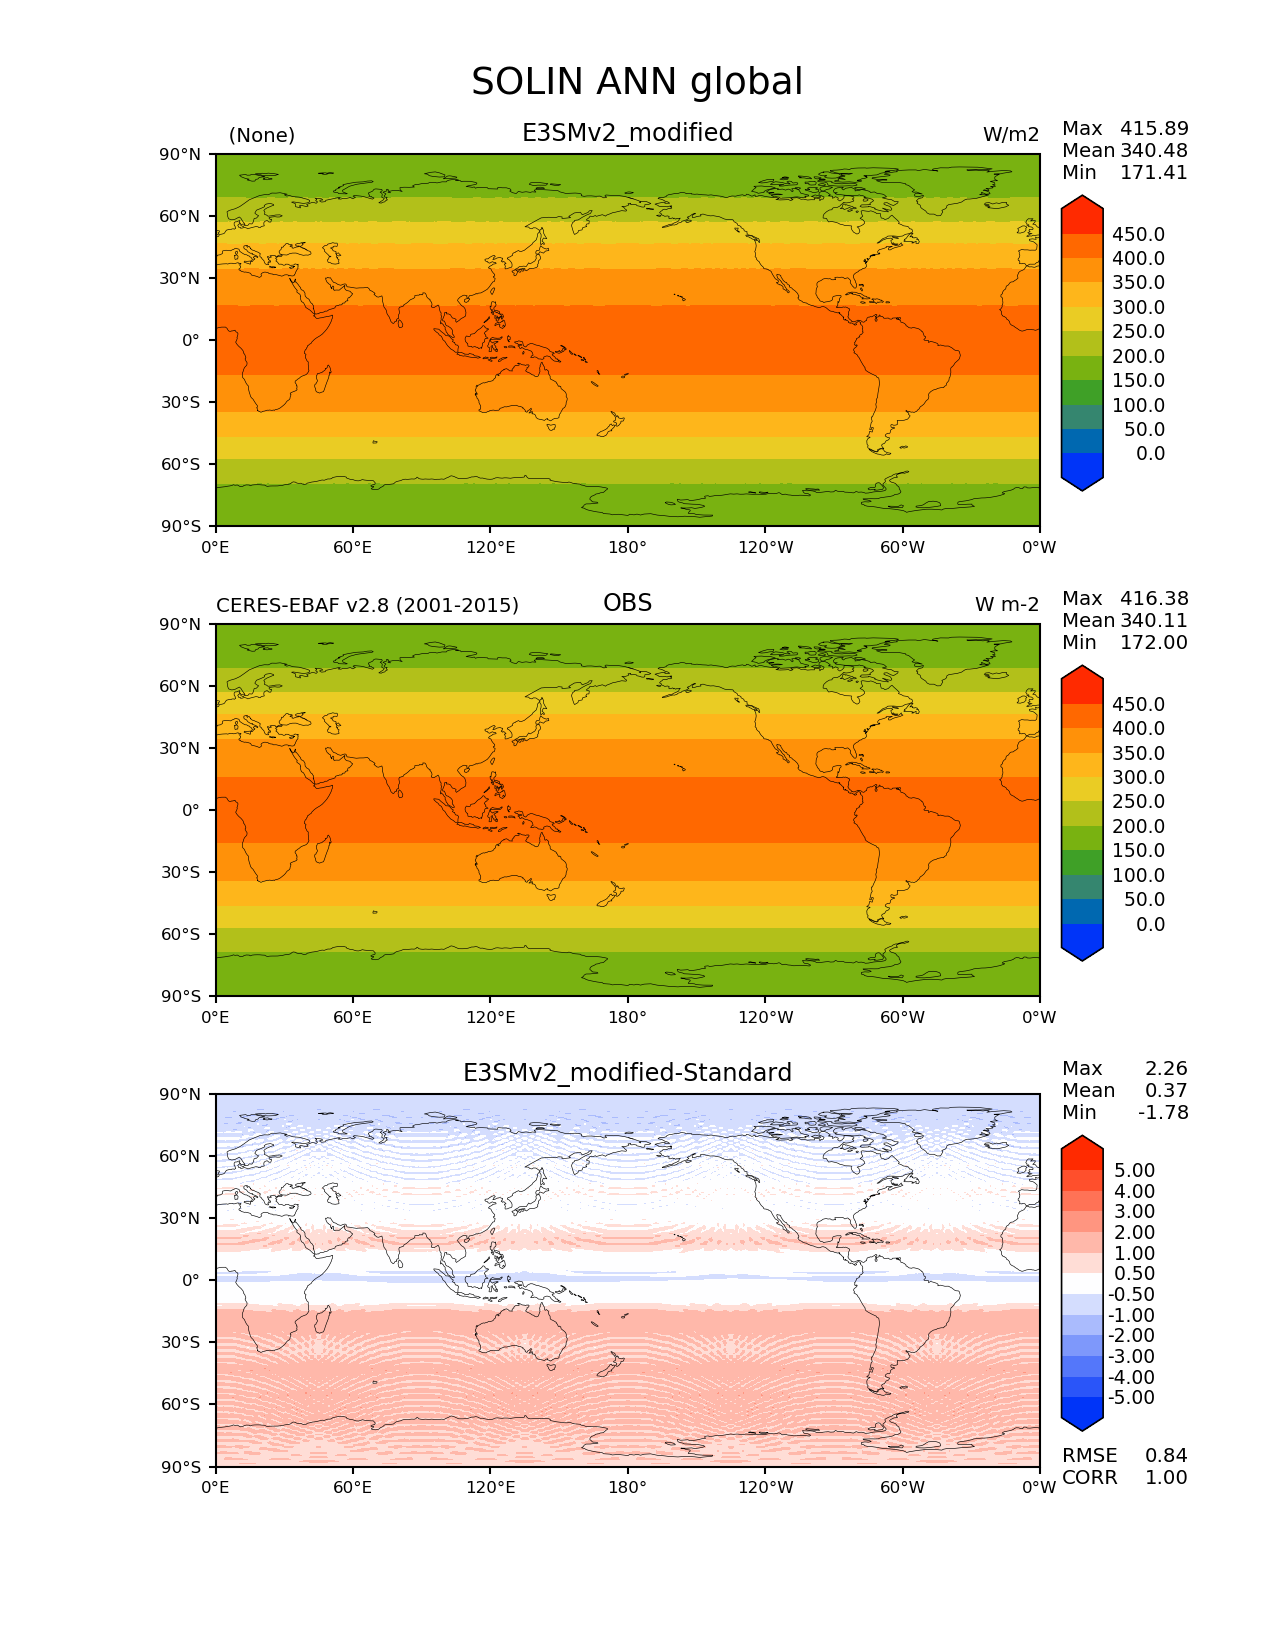 SOLIN ANN global
(None) E3SMv2_modified W/m2
Max 415.89
Mean 340.48
Min 171.41
90°N
60°N
30°N
0°
30°S
60°S
90°S
0°E 60°E 120°E 180° 120°W 60°W 0°W
450.0
400.0
350.0
300.0
250.0
200.0
150.0
100.0
50.0
0.0
CERES-EBAF v2.8 (2001-2015) OBS W m-2
Max 416.38
Mean 340.11
Min 172.00
90°N
60°N
30°N
0°
30°S
60°S
90°S
0°E 60°E 120°E 180° 120°W 60°W 0°W
450.0
400.0
350.0
300.0
250.0
200.0
150.0
100.0
50.0
0.0
E3SMv2_modified-Standard
Max 2.26
Mean 0.37
Min -1.78
90°N
60°N
30°N
0°
30°S
60°S
90°S
0°E 60°E 120°E 180° 120°W 60°W 0°W
5.00
4.00
3.00
2.00
1.00
0.50
-0.50
-1.00
-2.00
-3.00
-4.00
-5.00
RMSE 0.84
CORR 1.00